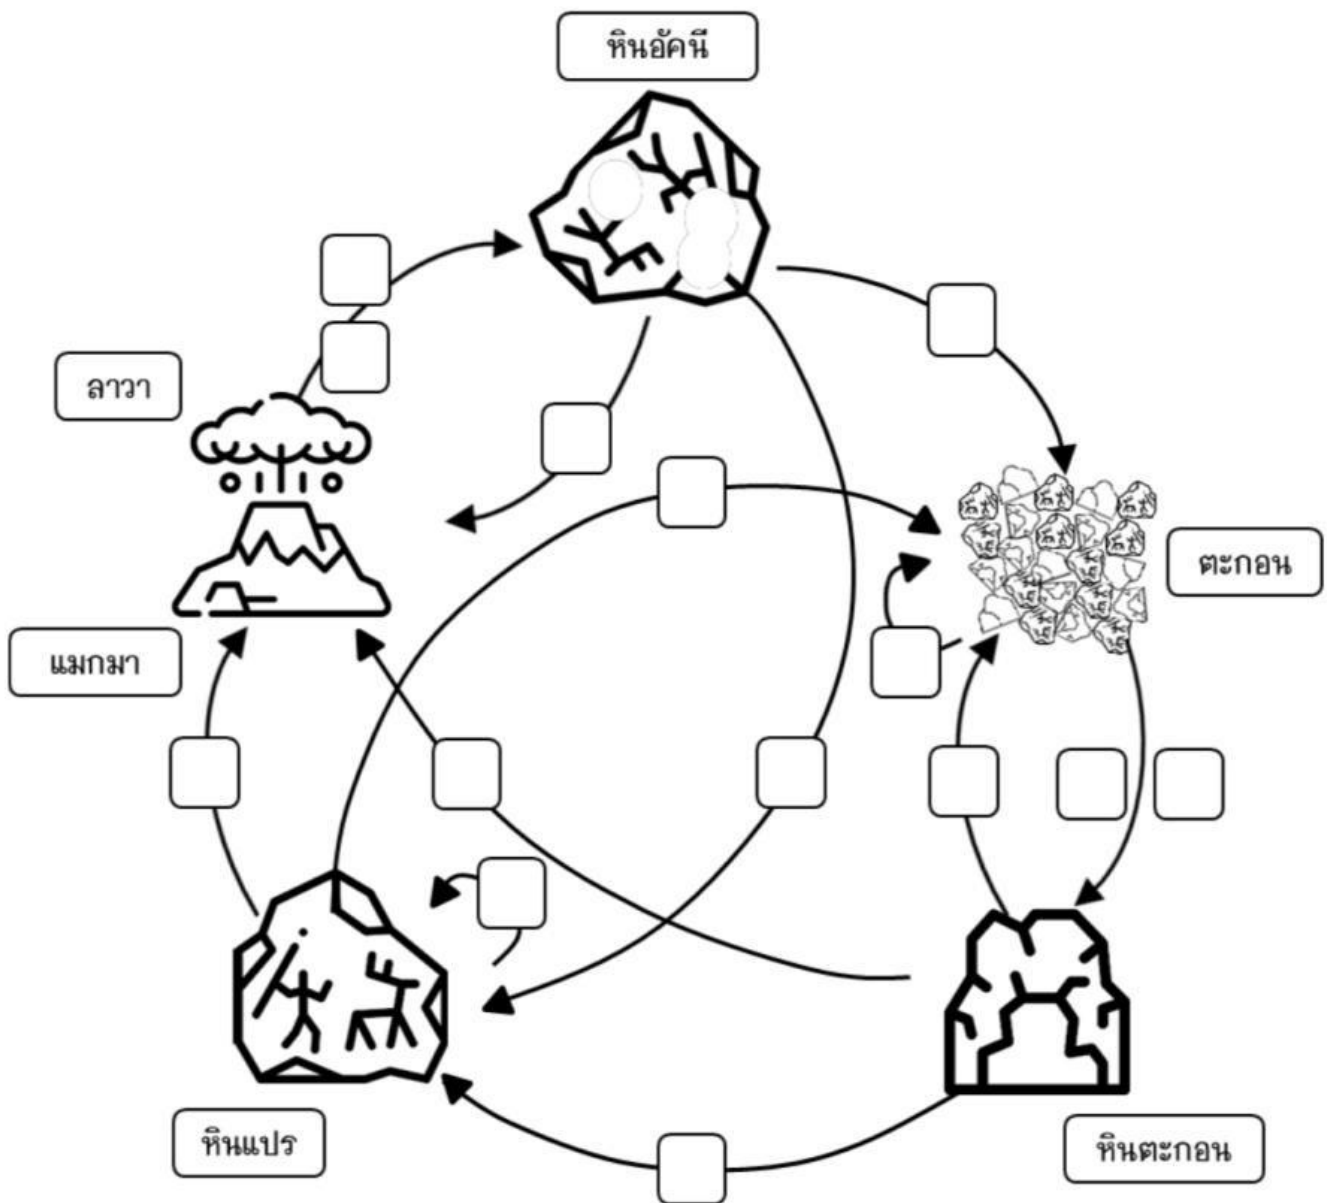 หินอัคนี
ลาวา
ตะกอน
แมกมา
หินแปร
หินตะกอน